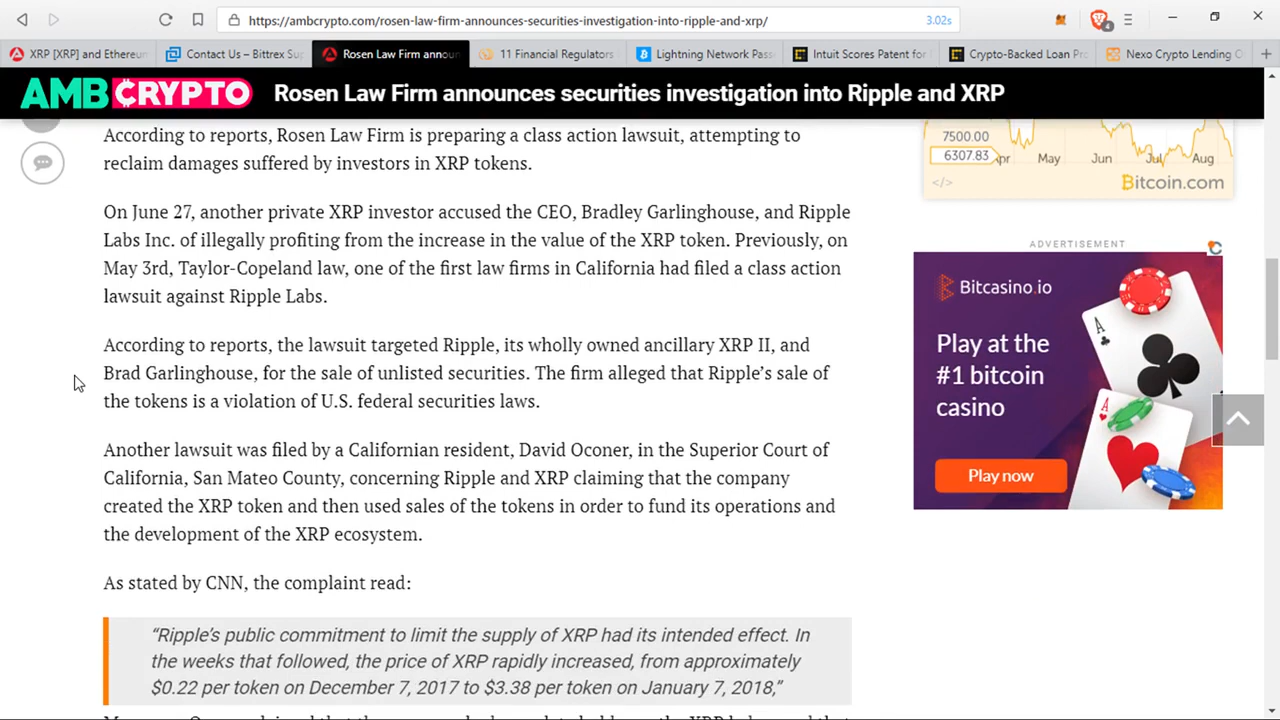 https://ambcrypto.com/rosen-law-firm-announces-securities-investigation-into-ripple-and-xrp/
3.02s
4
XRP [XRP] and Ethereum
Contact Us – Bittrex Sup
Rosen Law Firm announ
11 Financial Regulators
Lightning Network Pas
Intuit Scores Patent for
Crypto-Backed Loan Pr
Nexo Crypto Lending O
AMBCRYPTO
Rosen Law Firm announces securities investigation into Ripple and XRP
According to reports, Rosen Law Firm is preparing a class action lawsuit, attempting to
reclaim damages suffered by investors in XRP tokens.
On June 27, another private XRP investor accused the CEO, Bradley Garlinghouse, and Ripple
Labs Inc. of illegally profiting from the increase in the value of the XRP token. Previously, on
May 3rd, Taylor-Copeland law, one of the first law firms in California had filed a class action
lawsuit against Ripple Labs.
According to reports, the lawsuit targeted Ripple, its wholly owned ancillary XRP II, and
Brad Garlinghouse, for the sale of unlisted securities. The firm alleged that Ripple's sale of
the tokens is a violation of U.S. federal securities laws.
Another lawsuit was filed by a Californian resident, David Oconer, in the Superior Court of
California, San Mateo County, concerning Ripple and XRP claiming that the company
created the XRP token and then used sales of the tokens in order to fund its operations and
the development of the XRP ecosystem.
As stated by CNN, the complaint read:
“Ripple's public commitment to limit the supply of XRP had its intended effect. In
the weeks that followed, the price of XRP rapidly increased, from approximately
$0.22 per token on December 7, 2017 to $3.38 per token on January 7, 2018,”
7500.00
6307.83
Apr May Jun Jul Aug
</>
Bitcoin.com
ADVERTISEMENT
Bitcasino.io
Play at the
#1 bitcoin
casino
Play now
A
A